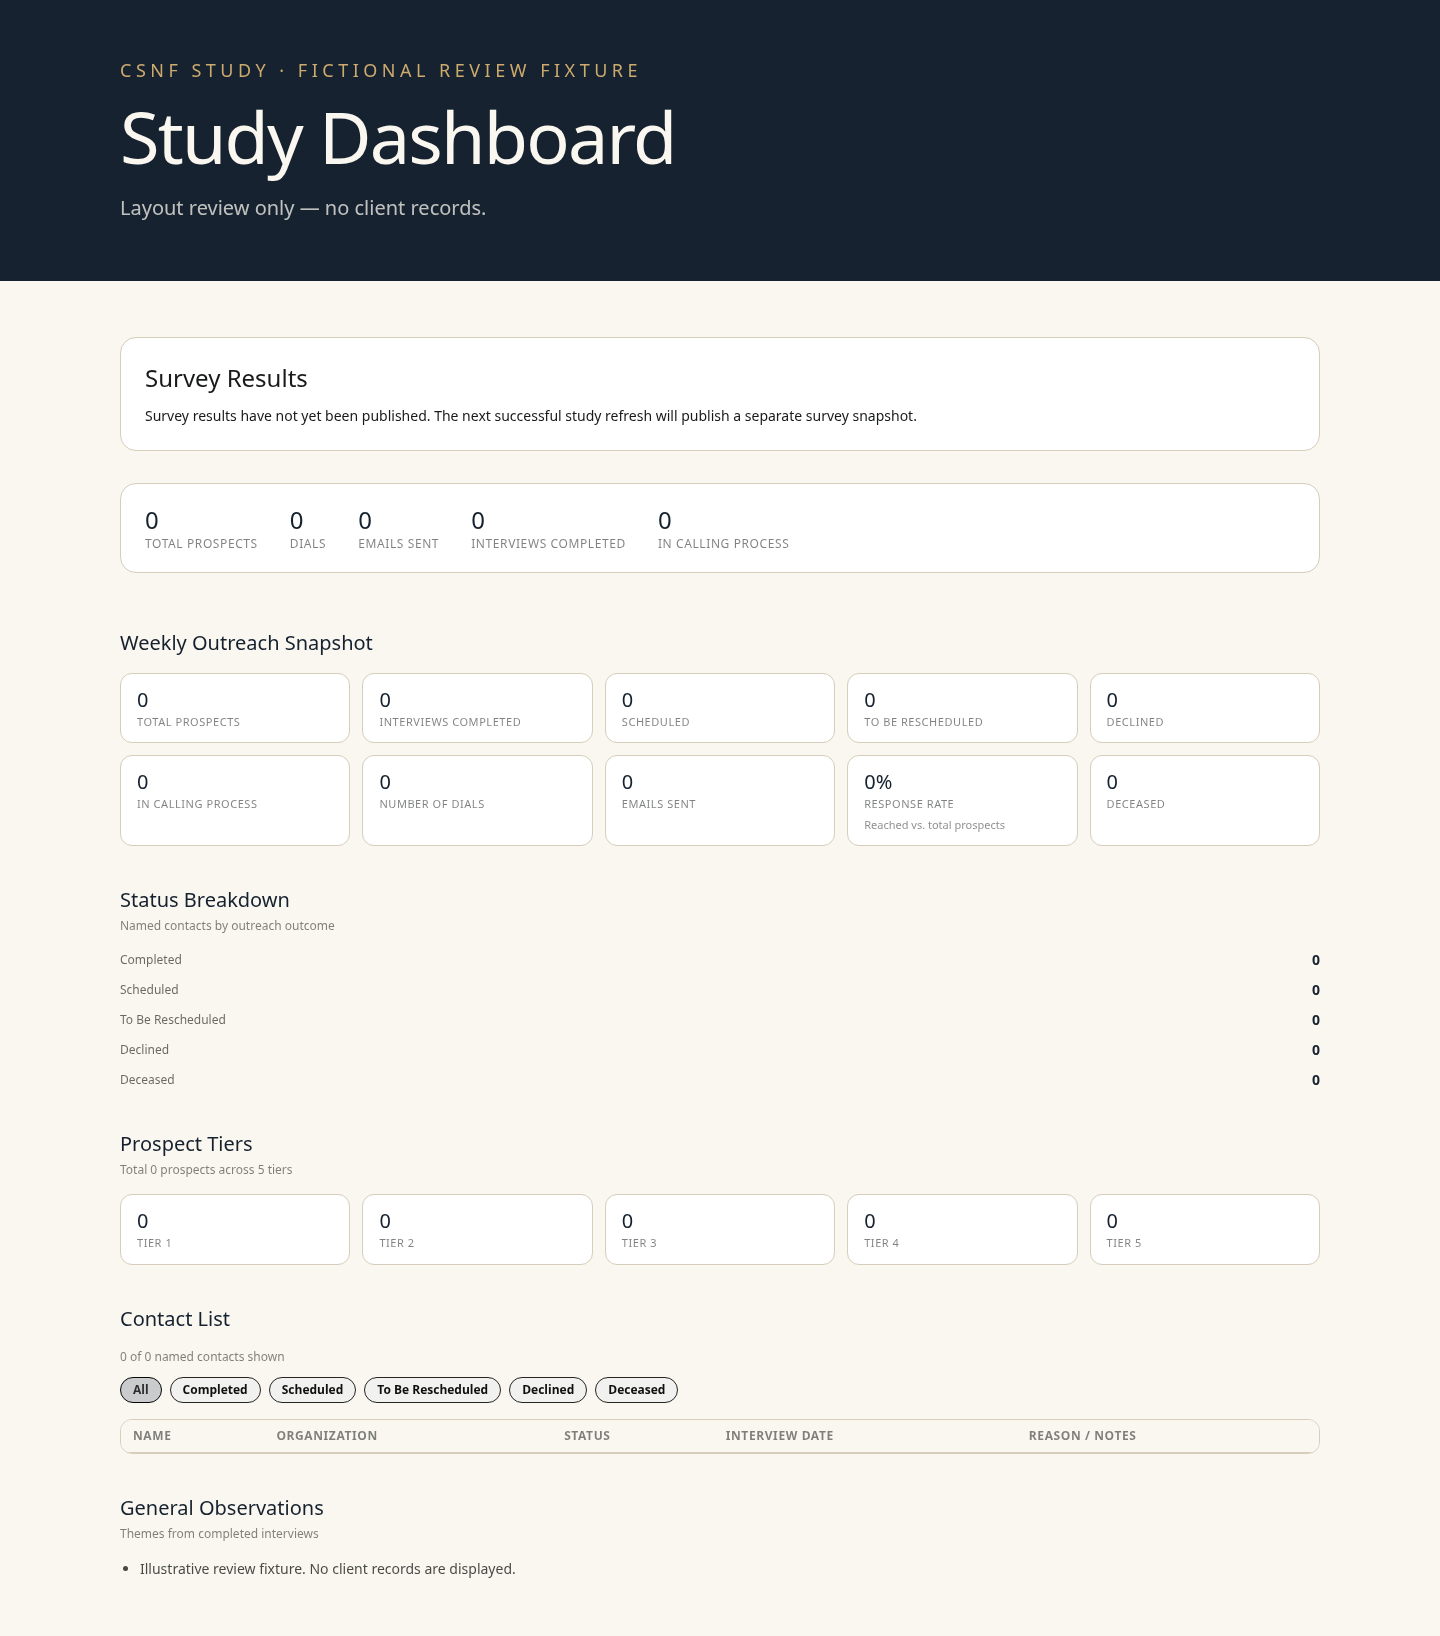 CSNF STUDY · FICTIONAL REVIEW FIXTURE
Study Dashboard
Layout review only — no client records.
Survey Results
Survey results have not yet been published. The next successful study refresh will publish a separate survey snapshot.
0 0 0 0 0
TOTAL PROSPECTS DIALS EMAILS SENT INTERVIEWS COMPLETED IN CALLING PROCESS
Weekly Outreach Snapshot
0 0 0 0 0
TOTAL PROSPECTS INTERVIEWS COMPLETED SCHEDULED TO BE RESCHEDULED DECLINED
0 0 0 0% 0
IN CALLING PROCESS NUMBER OF DIALS EMAILS SENT RESPONSE RATE DECEASED
Reached vs. total prospects
Status Breakdown
Named contacts by outreach outcome
Completed 0
Scheduled 0
To Be Rescheduled 0
Declined 0
Deceased 0
Prospect Tiers
Total 0 prospects across 5 tiers
0 0 0 0 0
TIER 1 TIER 2 TIER 3 TIER 4 TIER 5
Contact List
0 of 0 named contacts shown
All Completed Scheduled To Be Rescheduled Declined Deceased
NAME ORGANIZATION STATUS INTERVIEW DATE REASON / NOTES
General Observations
Themes from completed interviews
• Illustrative review fixture. No client records are displayed.